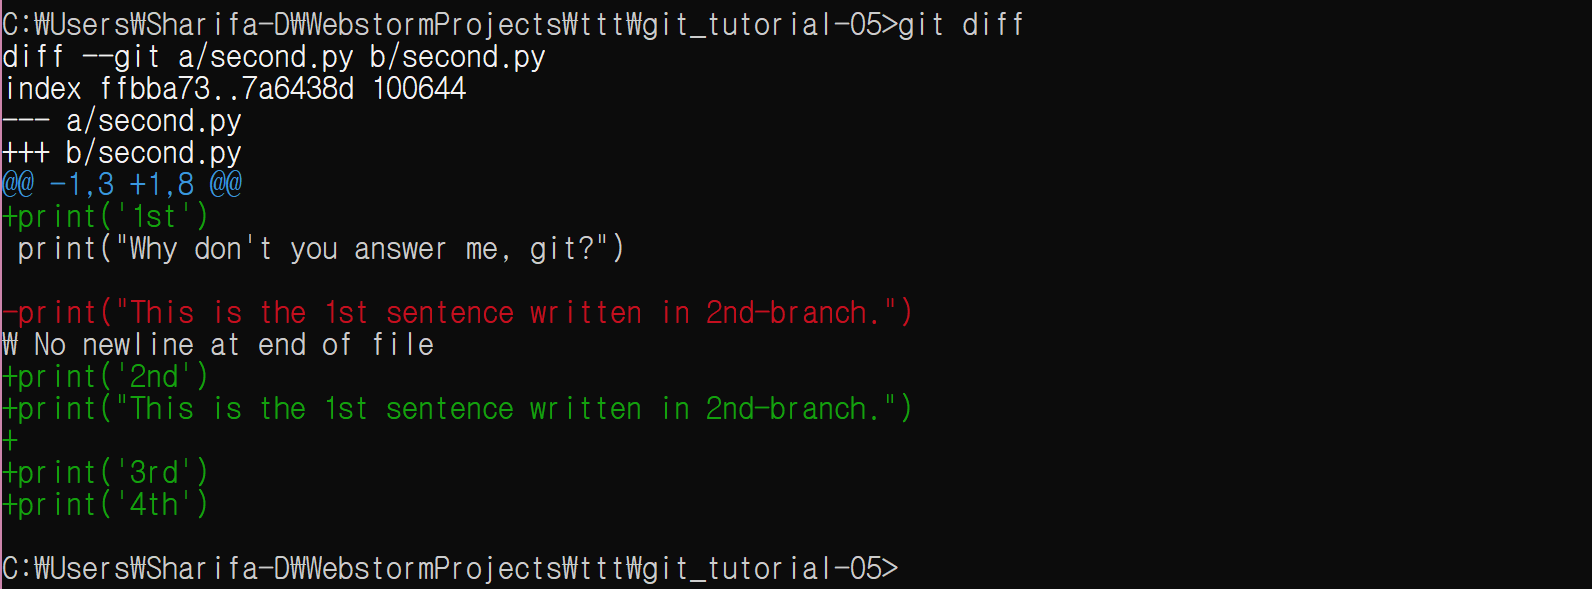 C:₩Users₩Sharifa-D₩WebstormProjects₩ttt₩git_tutorial-05>git diff
diff --git a/second.py b/second.py
index ffbba73..7a6438d 100644
--- a/second.py
+++ b/second.py
@@ -1,3 +1,8 @@
+print('1st')
 print("Why don't you answer me, git?")

-print("This is the 1st sentence written in 2nd-branch.")
₩ No newline at end of file
+print('2nd')
+print("This is the 1st sentence written in 2nd-branch.")
+
+print('3rd')
+print('4th')

C:₩Users₩Sharifa-D₩WebstormProjects₩ttt₩git_tutorial-05>